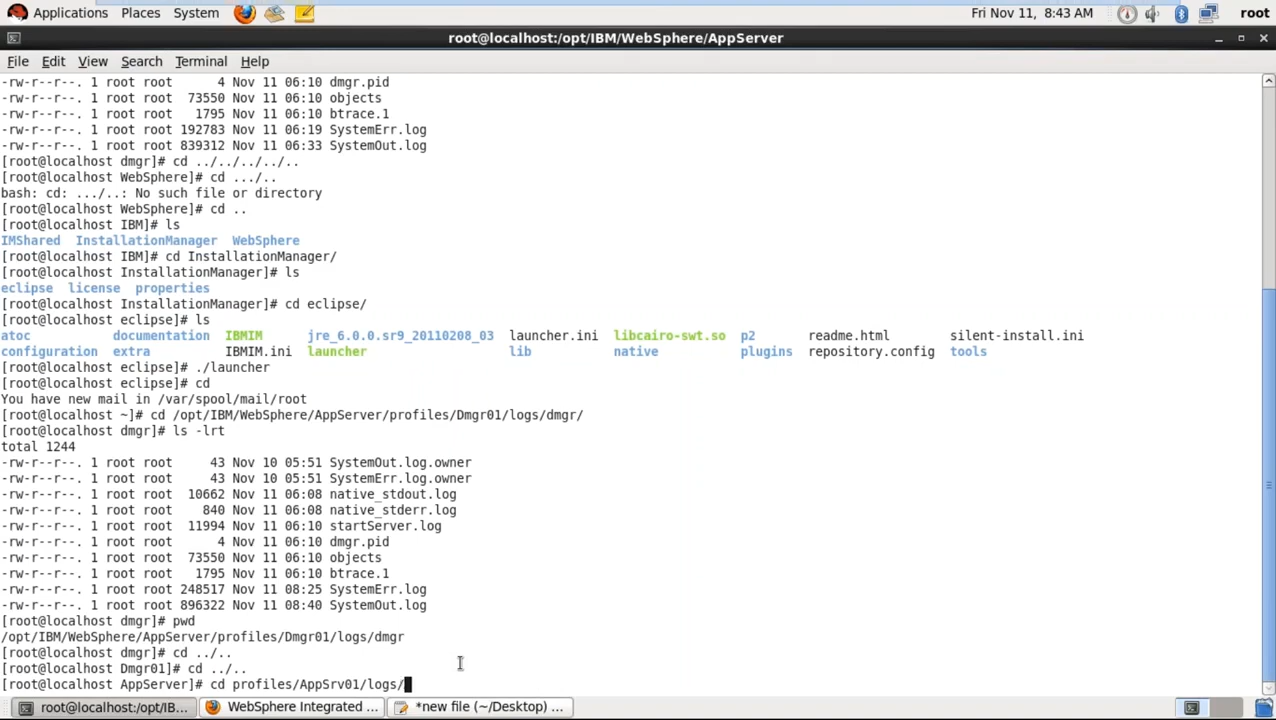 Applications Places System Fri Nov 11, 8:43 AM root
root@localhost:/opt/IBM/WebSphere/AppServer
File Edit View Search Terminal Help
-rw-r--r--. 1 root root      4 Nov 11 06:10 dmgr.pid
-rw-r--r--. 1 root root  73550 Nov 11 06:10 objects
-rw-r--r--. 1 root root   1795 Nov 11 06:10 btrace.1
-rw-r--r--. 1 root root 192783 Nov 11 06:19 SystemErr.log
-rw-r--r--. 1 root root 839312 Nov 11 06:33 SystemOut.log
[root@localhost dmgr]# cd ../../../../..
[root@localhost WebSphere]# cd .../..
bash: cd: .../..: No such file or directory
[root@localhost WebSphere]# cd ..
[root@localhost IBM]# ls
IMShared  InstallationManager  WebSphere
[root@localhost IBM]# cd InstallationManager/
[root@localhost InstallationManager]# ls
eclipse  license  properties
[root@localhost InstallationManager]# cd eclipse/
[root@localhost eclipse]# ls
atoc documentation IBMIM jre_6.0.0.sr9_20110208_03 launcher.ini libcairo-swt.so p2 readme.html silent-install.ini
configuration extra IBMIM.ini launcher lib native plugins repository.config tools
[root@localhost eclipse]# ./launcher
[root@localhost eclipse]# cd
You have new mail in /var/spool/mail/root
[root@localhost ~]# cd /opt/IBM/WebSphere/AppServer/profiles/Dmgr01/logs/dmgr/
[root@localhost dmgr]# ls -lrt
total 1244
-rw-r--r--. 1 root root     43 Nov 10 05:51 SystemOut.log.owner
-rw-r--r--. 1 root root     43 Nov 10 05:51 SystemErr.log.owner
-rw-r--r--. 1 root root  10662 Nov 11 06:08 native_stdout.log
-rw-r--r--. 1 root root    840 Nov 11 06:08 native_stderr.log
-rw-r--r--. 1 root root  11994 Nov 11 06:10 startServer.log
-rw-r--r--. 1 root root      4 Nov 11 06:10 dmgr.pid
-rw-r--r--. 1 root root  73550 Nov 11 06:10 objects
-rw-r--r--. 1 root root   1795 Nov 11 06:10 btrace.1
-rw-r--r--. 1 root root 248517 Nov 11 08:25 SystemErr.log
-rw-r--r--. 1 root root 896322 Nov 11 08:40 SystemOut.log
[root@localhost dmgr]# pwd
/opt/IBM/WebSphere/AppServer/profiles/Dmgr01/logs/dmgr
[root@localhost dmgr]# cd ../..
[root@localhost Dmgr01]# cd ../..
[root@localhost AppServer]# cd profiles/AppSrv01/logs/
root@localhost:/opt/IB... WebSphere Integrated ... *new file (~/Desktop) ...